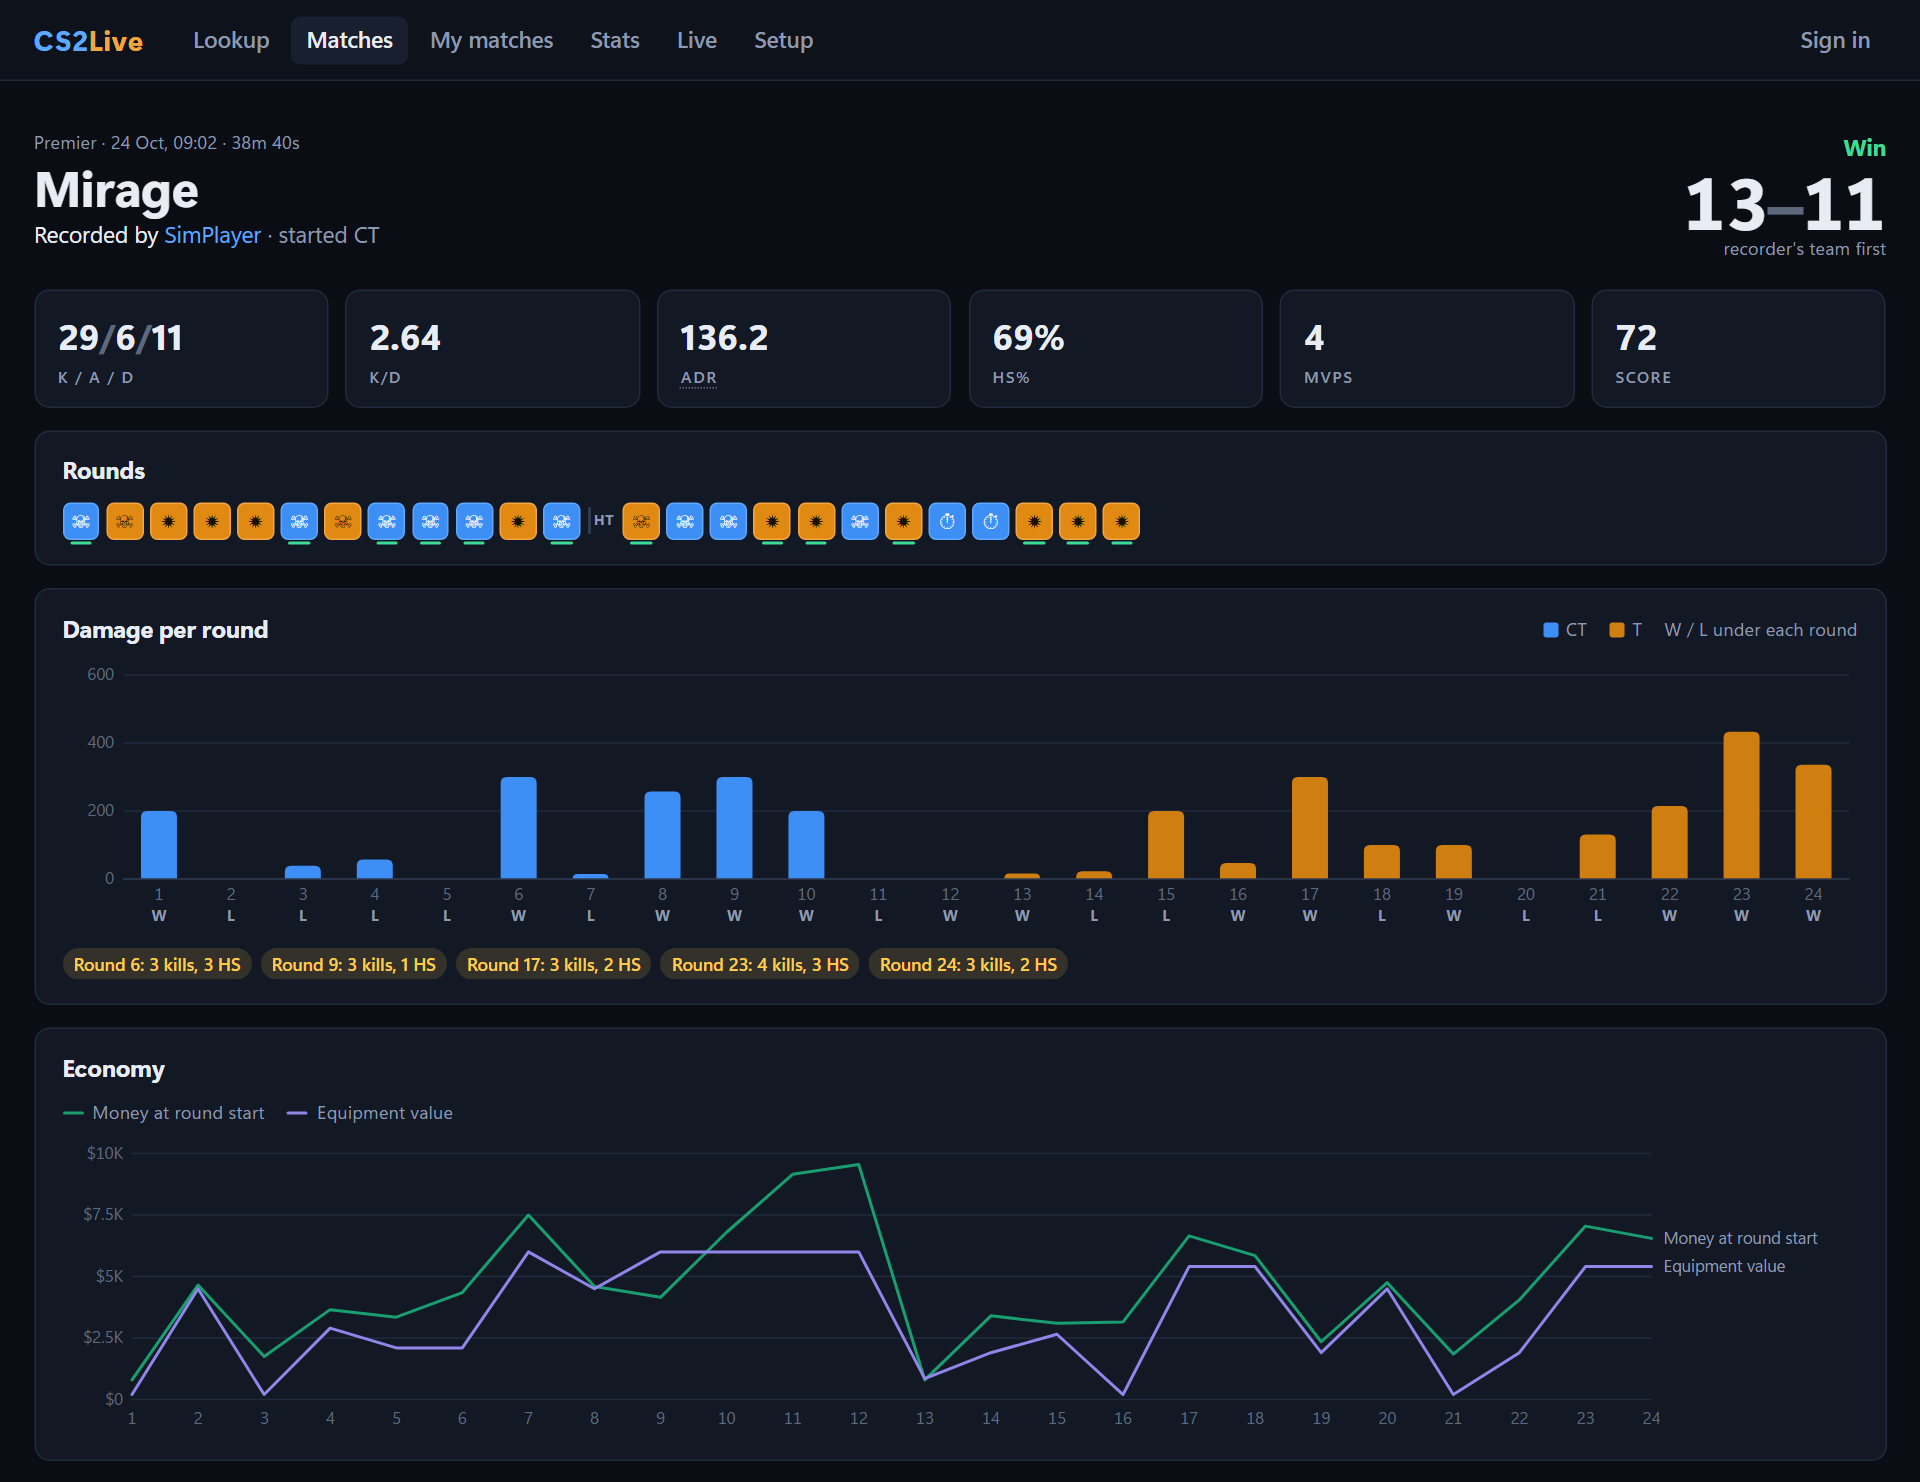 CS2Live
Lookup
Matches
My matches
Stats
Live
Setup
Sign in
Premier · 24 Oct, 09:02 · 38m 40s
Mirage
Recorded by SimPlayer · started CT
Win
13–11
recorder's team first
29/6/11
K / A / D
2.64
K/D
136.2
ADR
69%
HS%
4
MVPS
72
SCORE
Rounds
HT
Damage per round
CT
T
W / L under each round
600
400
200
0
1 2 3 4 5 6 7 8 9 10 11 12 13 14 15 16 17 18 19 20 21 22 23 24
W L L L L W L W W W L W W L L W W L W L L W W W
Round 6: 3 kills, 3 HS
Round 9: 3 kills, 1 HS
Round 17: 3 kills, 2 HS
Round 23: 4 kills, 3 HS
Round 24: 3 kills, 2 HS
Economy
Money at round start
Equipment value
$10K
$7.5K
$5K
$2.5K
$0
Money at round start
Equipment value
1 2 3 4 5 6 7 8 9 10 11 12 13 14 15 16 17 18 19 20 21 22 23 24